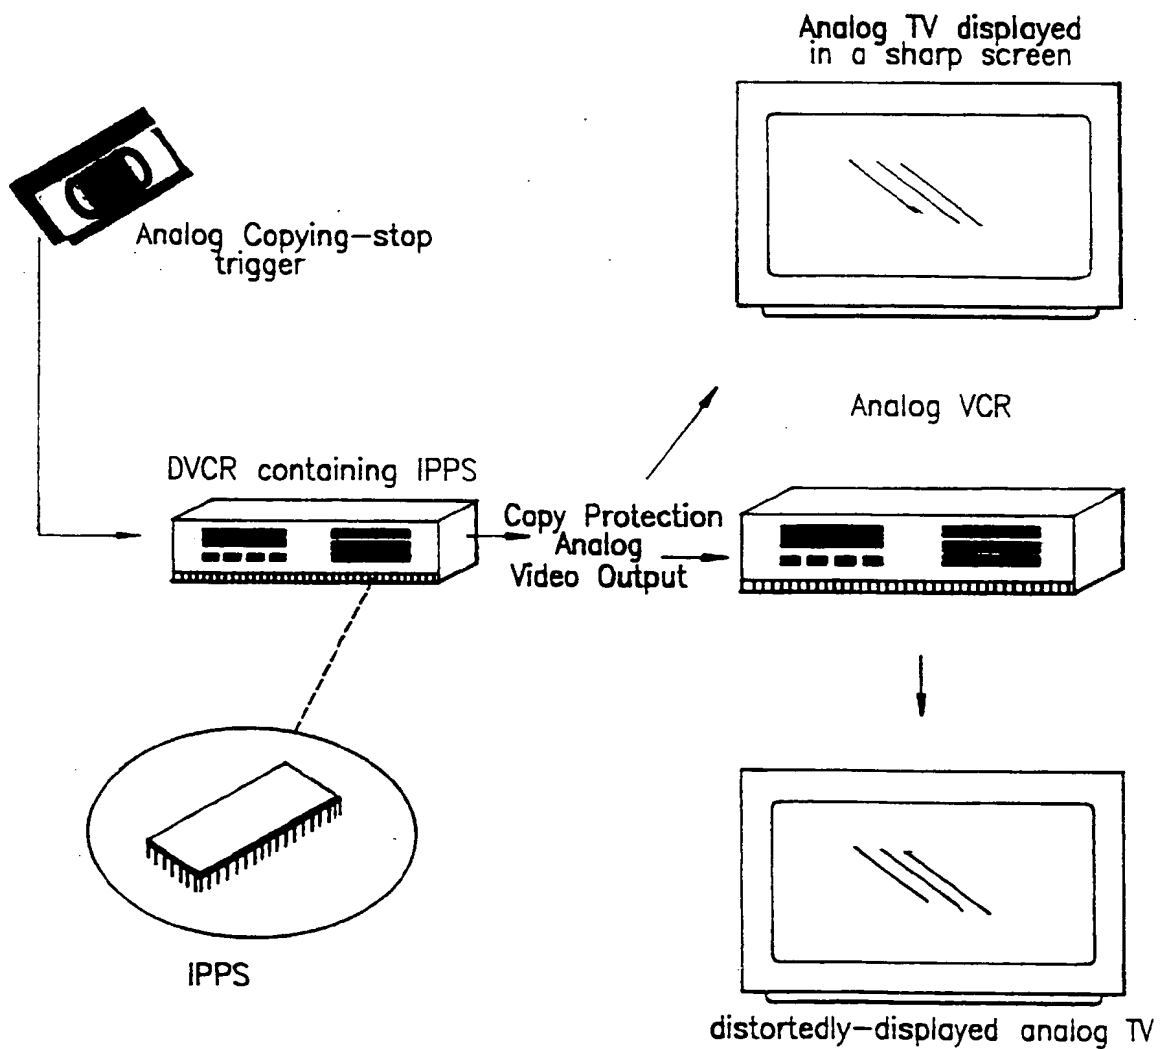 Analog TV displayed
in a sharp screen
Analog Copying-stop
trigger
Analog VCR
DVCR containing IPPS
Copy Protection
Analog
Video Output
IPPS
distortedly-displayed analog TV